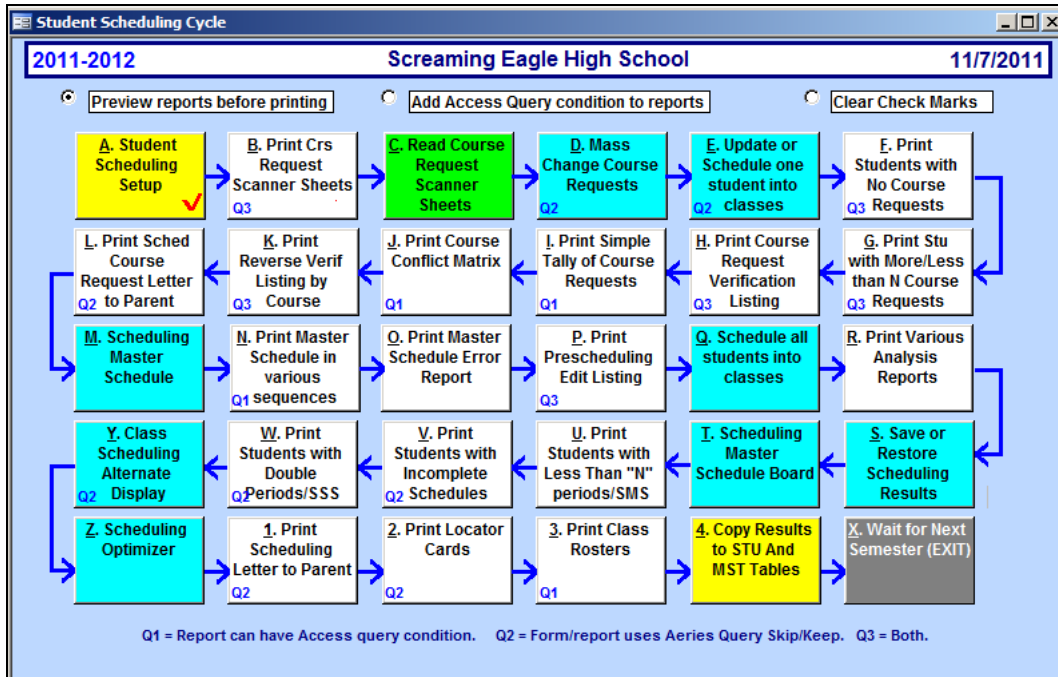 Student Scheduling Cycle
2011-2012 Screaming Eagle High School 11/7/2011
Preview reports before printing Add Access Query condition to reports Clear Check Marks
A. Student
Scheduling
Setup
B. Print Crs
Request
Scanner Sheets
Q3
C. Read Course
Request
Scanner
Sheets
D. Mass
Change Course
Requests
Q2
E. Update or
Schedule one
student into
classes
Q2
F. Print
Students with
No Course
Requests
Q3
L. Print Sched
Course
Request Letter
to Parent
Q2
K. Print
Reverse Verif
Listing by
Course
Q3
J. Print Course
Conflict Matrix
Q1
I. Print Simple
Tally of Course
Requests
Q1
H. Print Course
Request
Verification
Listing
Q3
G. Print Stu
with More/Less
than N Course
Requests
Q3
M. Scheduling
Master
Schedule
N. Print Master
Schedule in
various
sequences
Q1
O. Print Master
Schedule Error
Report
P. Print
Prescheduling
Edit Listing
Q3
Q. Schedule all
students into
classes
R. Print Various
Analysis
Reports
Y. Class
Scheduling
Alternate
Display
Q2
W. Print
Students with
Double
Periods/SSS
Q2
V. Print
Students with
Incomplete
Schedules
Q2
U. Print
Students with
Less Than "N"
periods/SMS
T. Scheduling
Master
Schedule Board
S. Save or
Restore
Scheduling
Results
Z. Scheduling
Optimizer
1. Print
Scheduling
Letter to Parent
Q2
2. Print Locator
Cards
Q2
3. Print Class
Rosters
Q1
4. Copy Results
to STU And
MST Tables
X. Wait for Next
Semester (EXIT)
Q1 = Report can have Access query condition. Q2 = Form/report uses Aeries Query Skip/Keep. Q3 = Both.